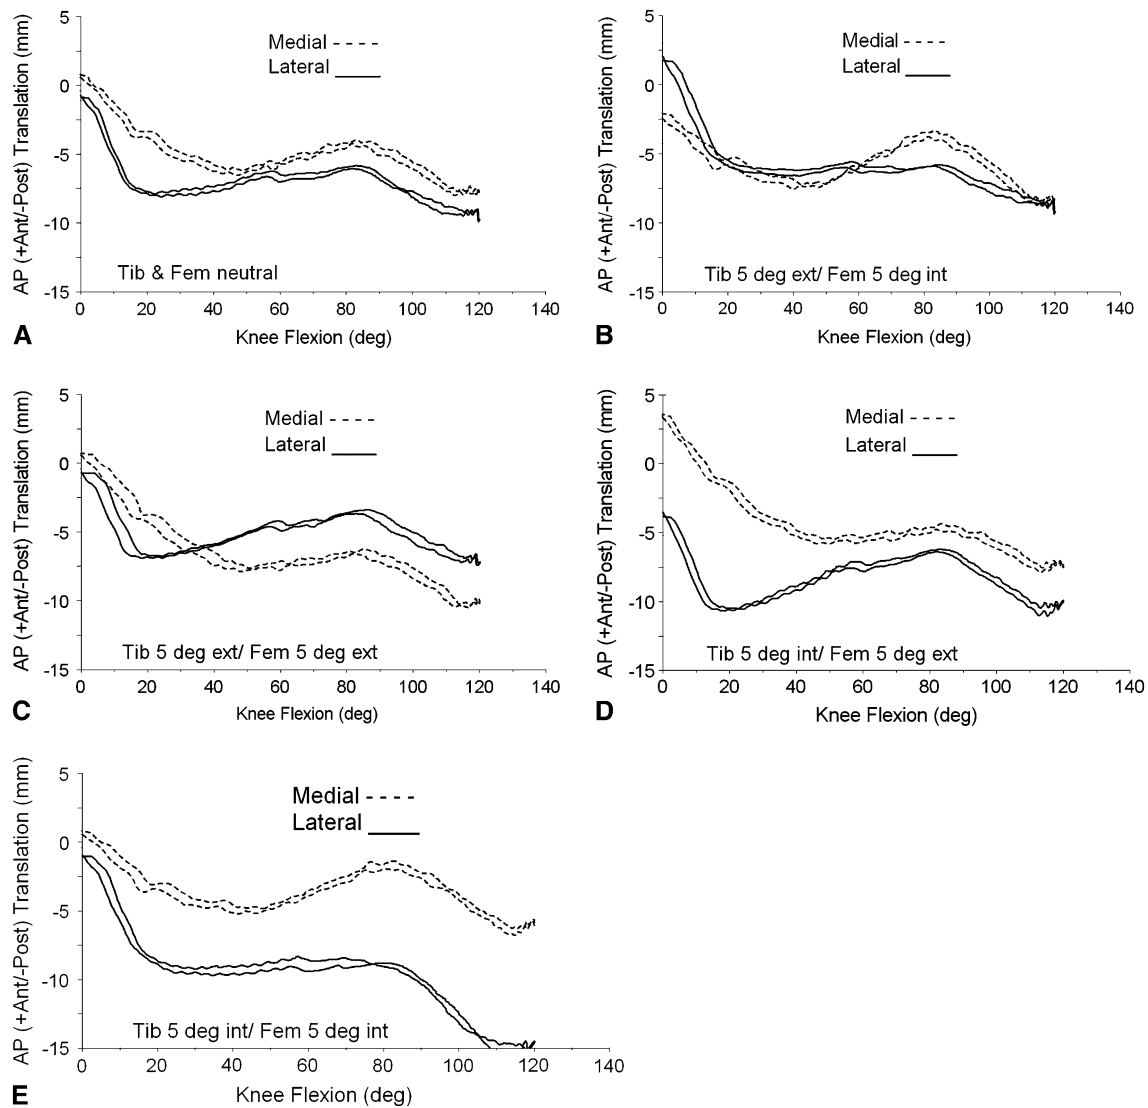 AP (+Ant/-Post) Translation (mm)
5
0
-5
-10
-15
Medial
Lateral
Tib & Fem neutral
0 20 40 60 80 100 120 140
Knee Flexion (deg)
A
AP (+Ant/-Post) Translation (mm)
5
0
-5
-10
-15
Medial
Lateral
Tib 5 deg ext/ Fem 5 deg int
0 20 40 60 80 100 120 140
Knee Flexion (deg)
B
AP (+Ant/-Post) Translation (mm)
5
0
-5
-10
-15
Medial
Lateral
Tib 5 deg ext/ Fem 5 deg ext
0 20 40 60 80 100 120 140
Knee Flexion (deg)
C
AP (+Ant/-Post) Translation (mm)
5
0
-5
-10
-15
Medial
Lateral
Tib 5 deg int/ Fem 5 deg ext
0 20 40 60 80 100 120 140
Knee Flexion (deg)
D
AP (+Ant/-Post) Translation (mm)
5
0
-5
-10
-15
Medial
Lateral
Tib 5 deg int/ Fem 5 deg int
0 20 40 60 80 100 120 140
Knee Flexion (deg)
E